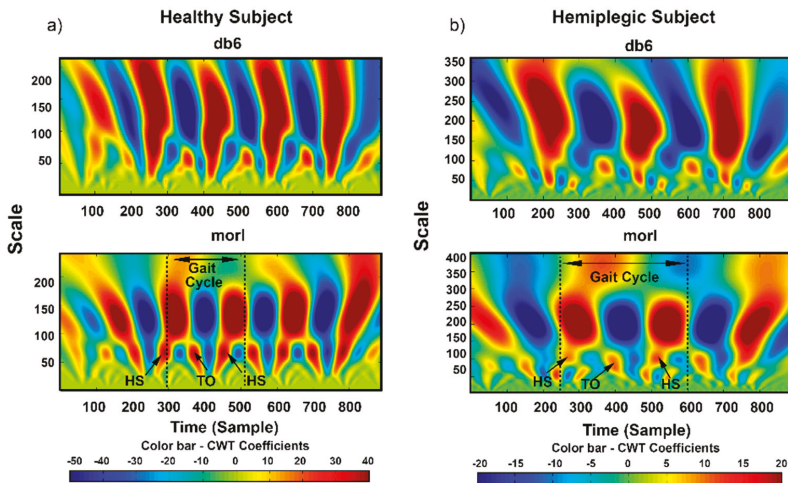 a) Healthy Subject
db6
200
150
100
50
100 200 300 400 500 600 700 800
morl
Scale
Gait
Cycle
200
150
100
50
HS TO HS
100 200 300 400 500 600 700 800
Time (Sample)
Color bar - CWT Coefficients
-50 -40 -30 -20 -10 0 10 20 30 40
b) Hemiplegic Subject
db6
350
300
250
200
150
100
50
100 200 300 400 500 600 700 800
morl
Scale
Gait Cycle
400
350
300
250
200
150
100
50
HS TO HS
100 200 300 400 500 600 700 800
Time (Sample)
Color bar - CWT Coefficients
-20 -15 -10 -5 0 5 10 15 20